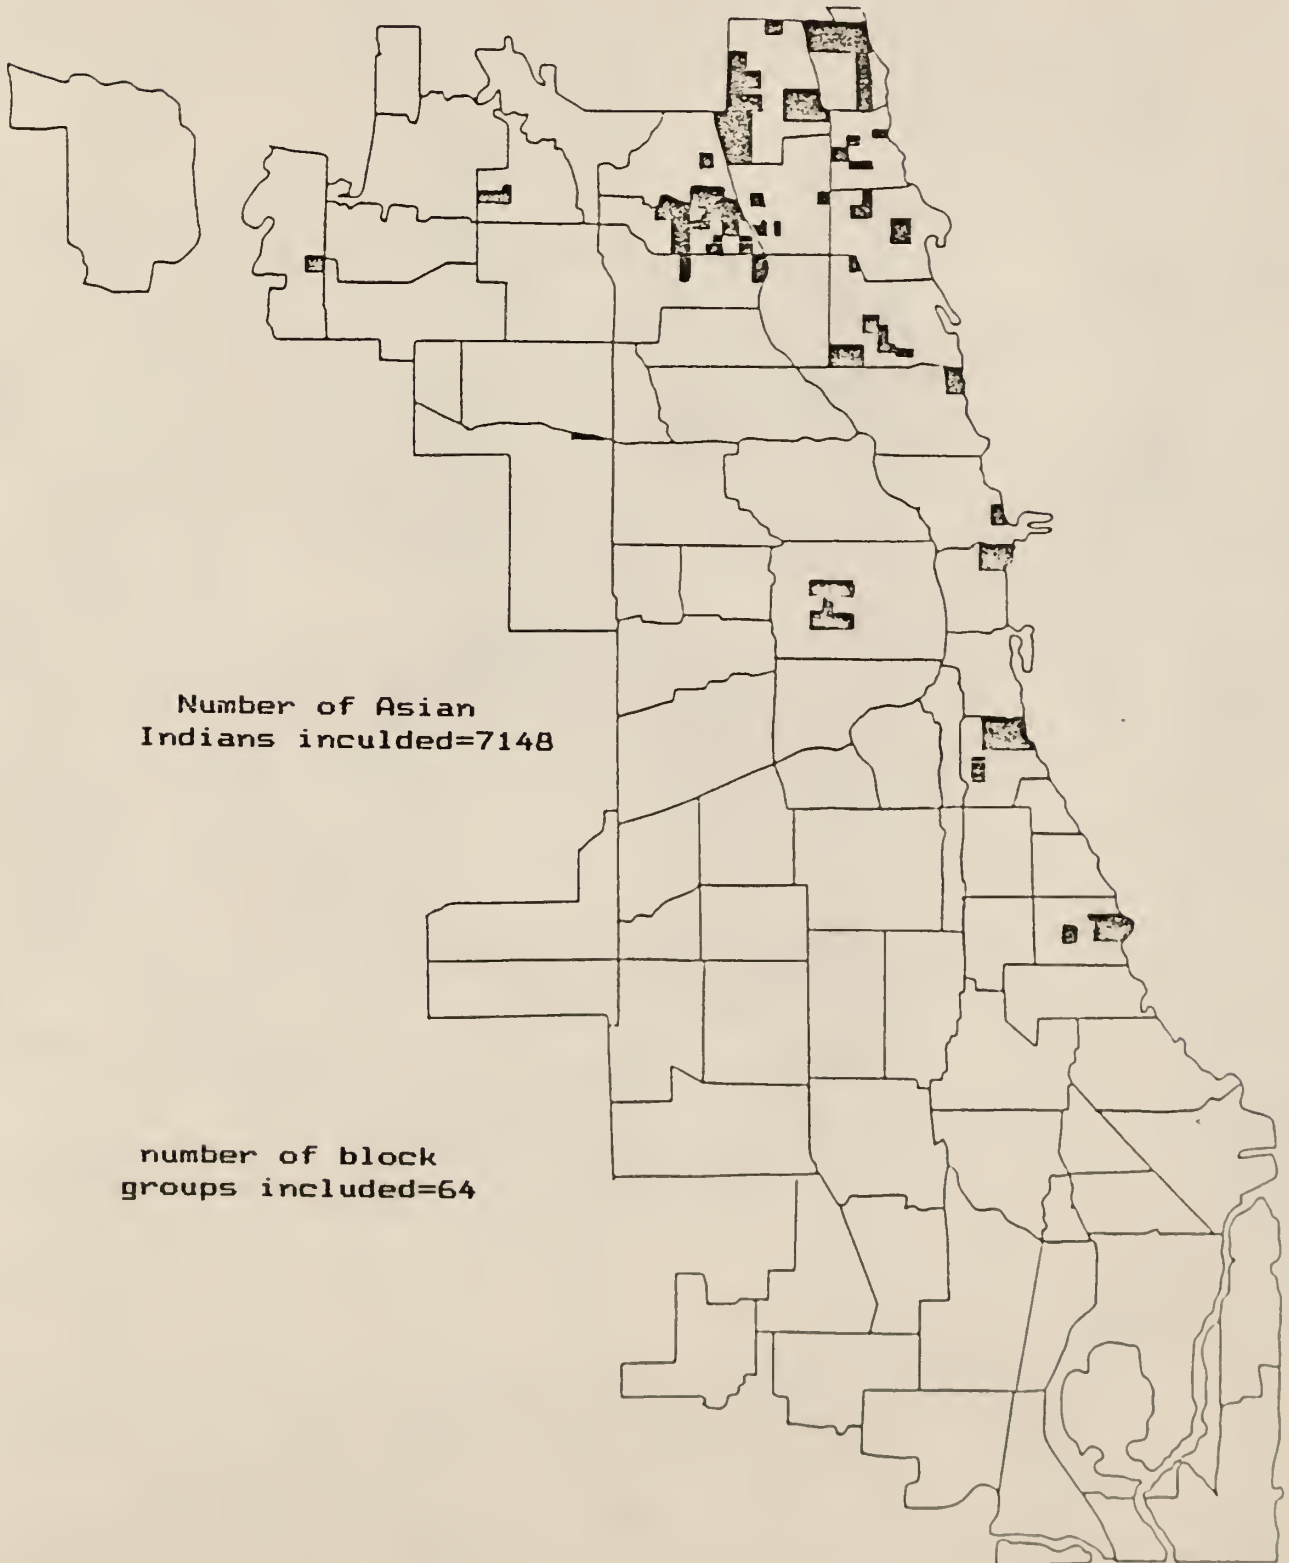 Number of Asian
Indians inculded=7148
number of block
groups included=64